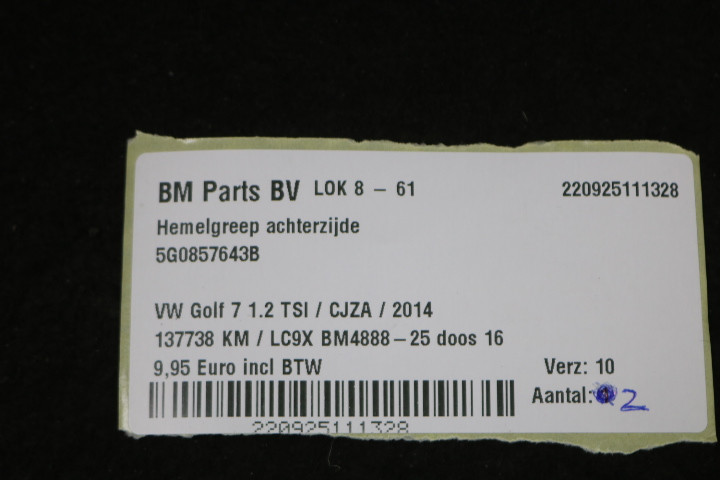 BM Parts BV LOK 8 - 61 220925111328
Hemelgreep achterzijde
5G0857643B
VW Golf 7 1.2 TSI / CJZA / 2014
137738 KM / LC9X BM4888-25 doos 16
9,95 Euro incl BTW Verz: 10
Aantal: 2
220925111328